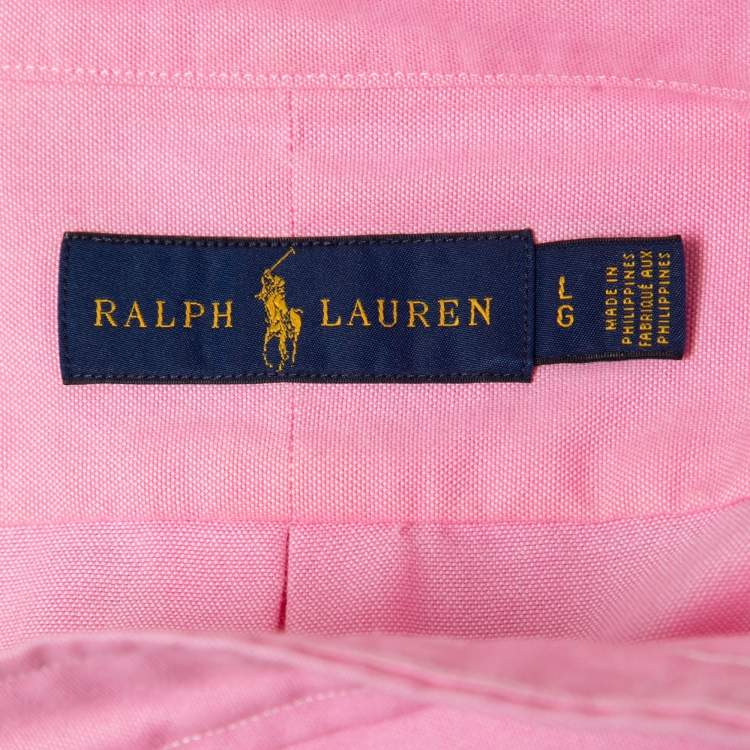 RALPH LAUREN
L
G
MADE IN
PHILIPPINES
FABRIQUÉ AUX
PHILIPPINES